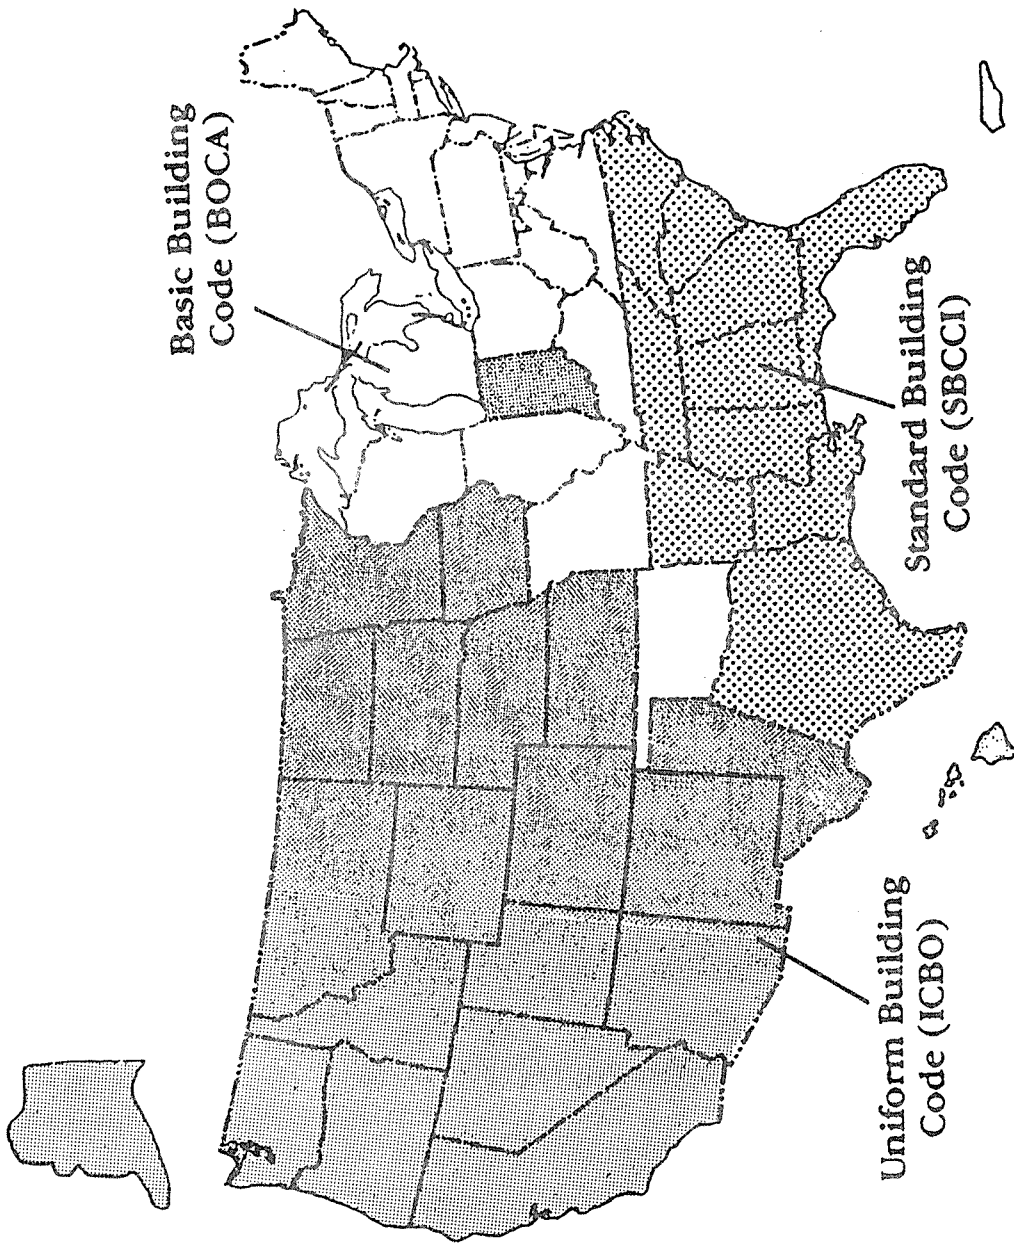 Basic Building
Code (BOCA)
Standard Building
Code (SBCCI)
Uniform Building
Code (ICBO)